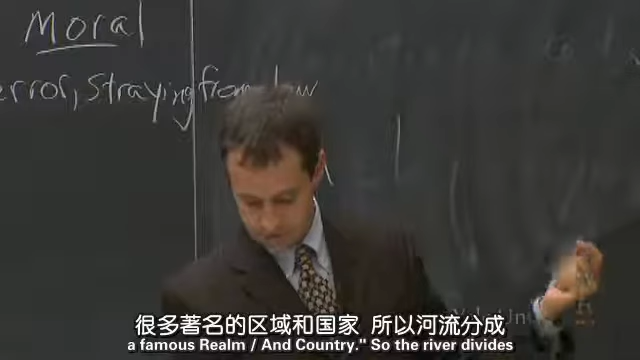 Moral
error, straying from law
很多著名的区域和国家 所以河流分成
a famous Realm / And Country." So the river divides